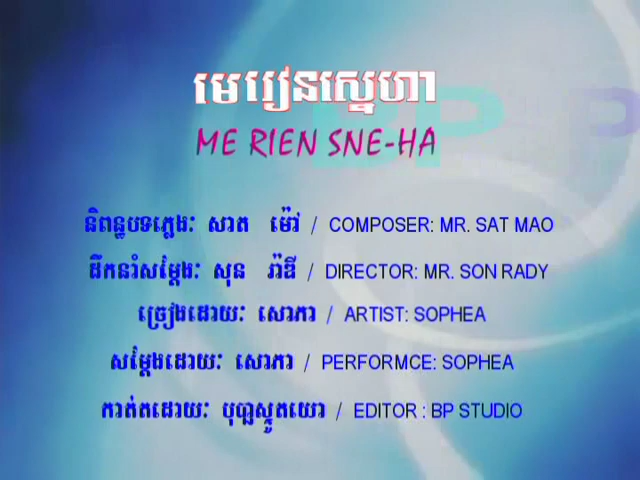 មេរៀនស្នេហា
ME RIEN SNE-HA
និពន្ធបទភ្លេងៈ សាត ម៉ៅ / COMPOSER: MR. SAT MAO
ដឹកនាំសម្តែងៈ សុន រ៉ាឌី / DIRECTOR: MR. SON RADY
ច្រៀងដោយៈ សោភា / ARTIST: SOPHEA
សម្តែងដោយៈ សោភា / PERFORMCE: SOPHEA
កាត់តដោយៈ បុប្ផាស្ទូតយោ / EDITOR : BP STUDIO
BP
P